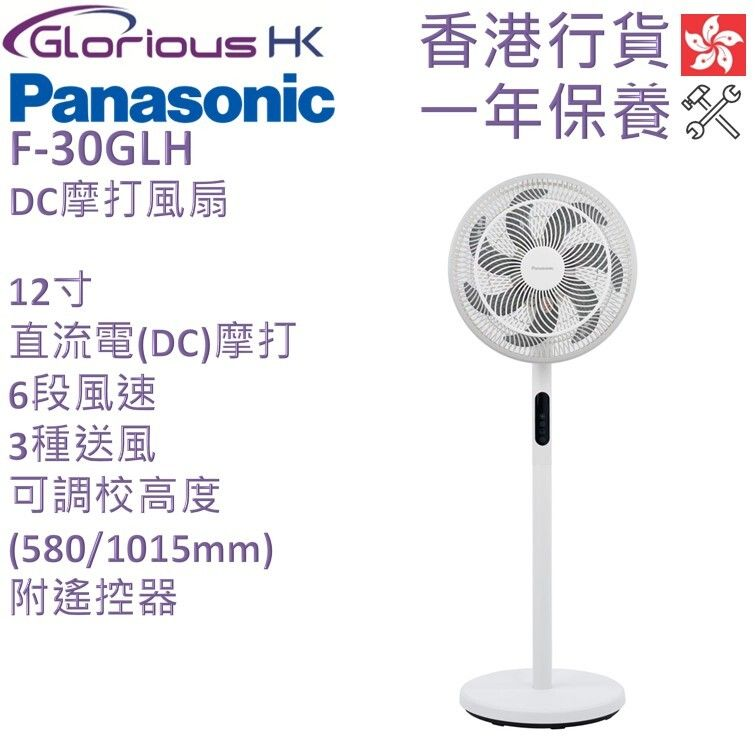 Glorious HK
Panasonic
F-30GLH
DC摩打風扇
香港行貨
一年保養
12寸
直流電(DC)摩打
6段風速
3種送風
可調校高度
(580/1015mm)
附遙控器
Panasonic